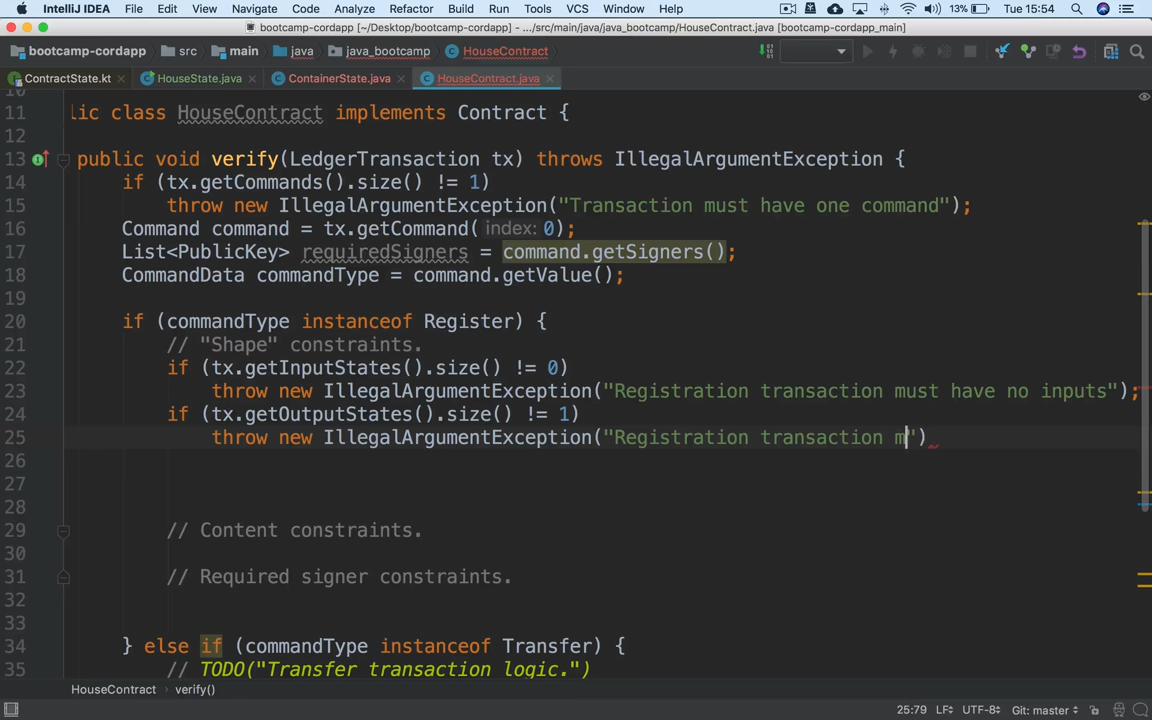 IntelliJ IDEA File Edit View Navigate Code Analyze Refactor Build Run Tools VCS Window Help 13% Tue 15:54
bootcamp-cordapp [~/Desktop/bootcamp-cordapp] - .../src/main/java/java_bootcamp/HouseContract.java [bootcamp-cordapp_main]
bootcamp-cordapp src main java java_bootcamp HouseContract
ContractState.kt HouseState.java ContainerState.java HouseContract.java
10
11 lic class HouseContract implements Contract {
12
13 public void verify(LedgerTransaction tx) throws IllegalArgumentException {
14 if (tx.getCommands().size() != 1)
15 throw new IllegalArgumentException("Transaction must have one command");
16 Command command = tx.getCommand( index: 0);
17 List<PublicKey> requiredSigners = command.getSigners();
18 CommandData commandType = command.getValue();
19
20 if (commandType instanceof Register) {
21 // "Shape" constraints.
22 if (tx.getInputStates().size() != 0)
23 throw new IllegalArgumentException("Registration transaction must have no inputs");
24 if (tx.getOutputStates().size() != 1)
25 throw new IllegalArgumentException("Registration transaction m")
26
27
28
29 // Content constraints.
30
31 // Required signer constraints.
32
33
34 } else if (commandType instanceof Transfer) {
35 // TODO("Transfer transaction logic.")
HouseContract verify()
25:79 LF UTF-8 Git: master